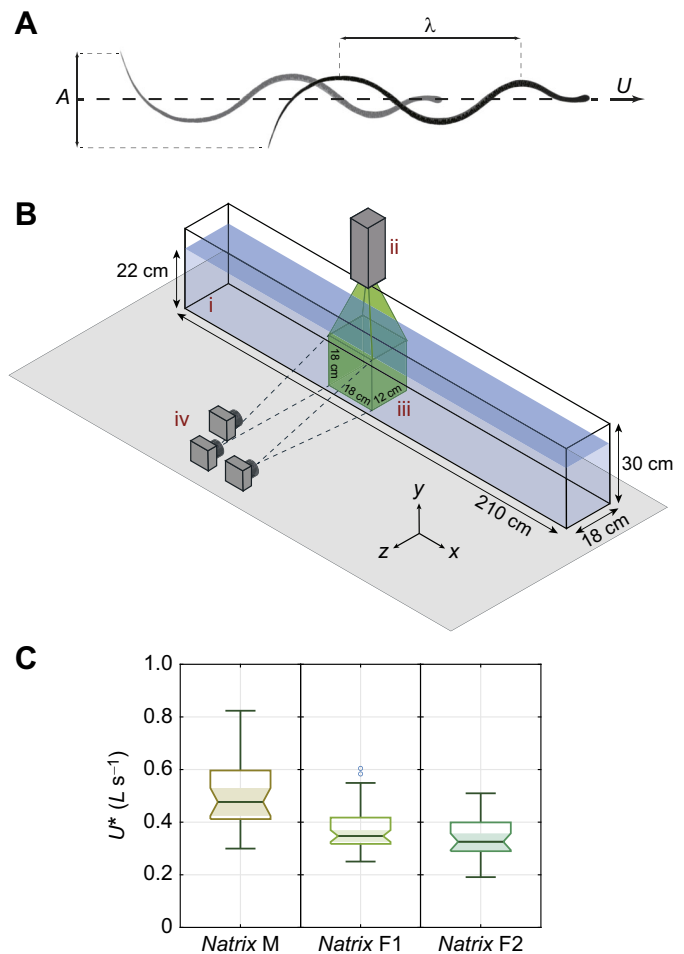 A
λ
A
U
B
ii
22 cm
i
18 cm
18 cm
12 cm
iii
iv
30 cm
210 cm
18 cm
y
z
x
C
1.0
0.8
0.6
0.4
0.2
0
U* (L s⁻¹)
Natrix M
Natrix F1
Natrix F2